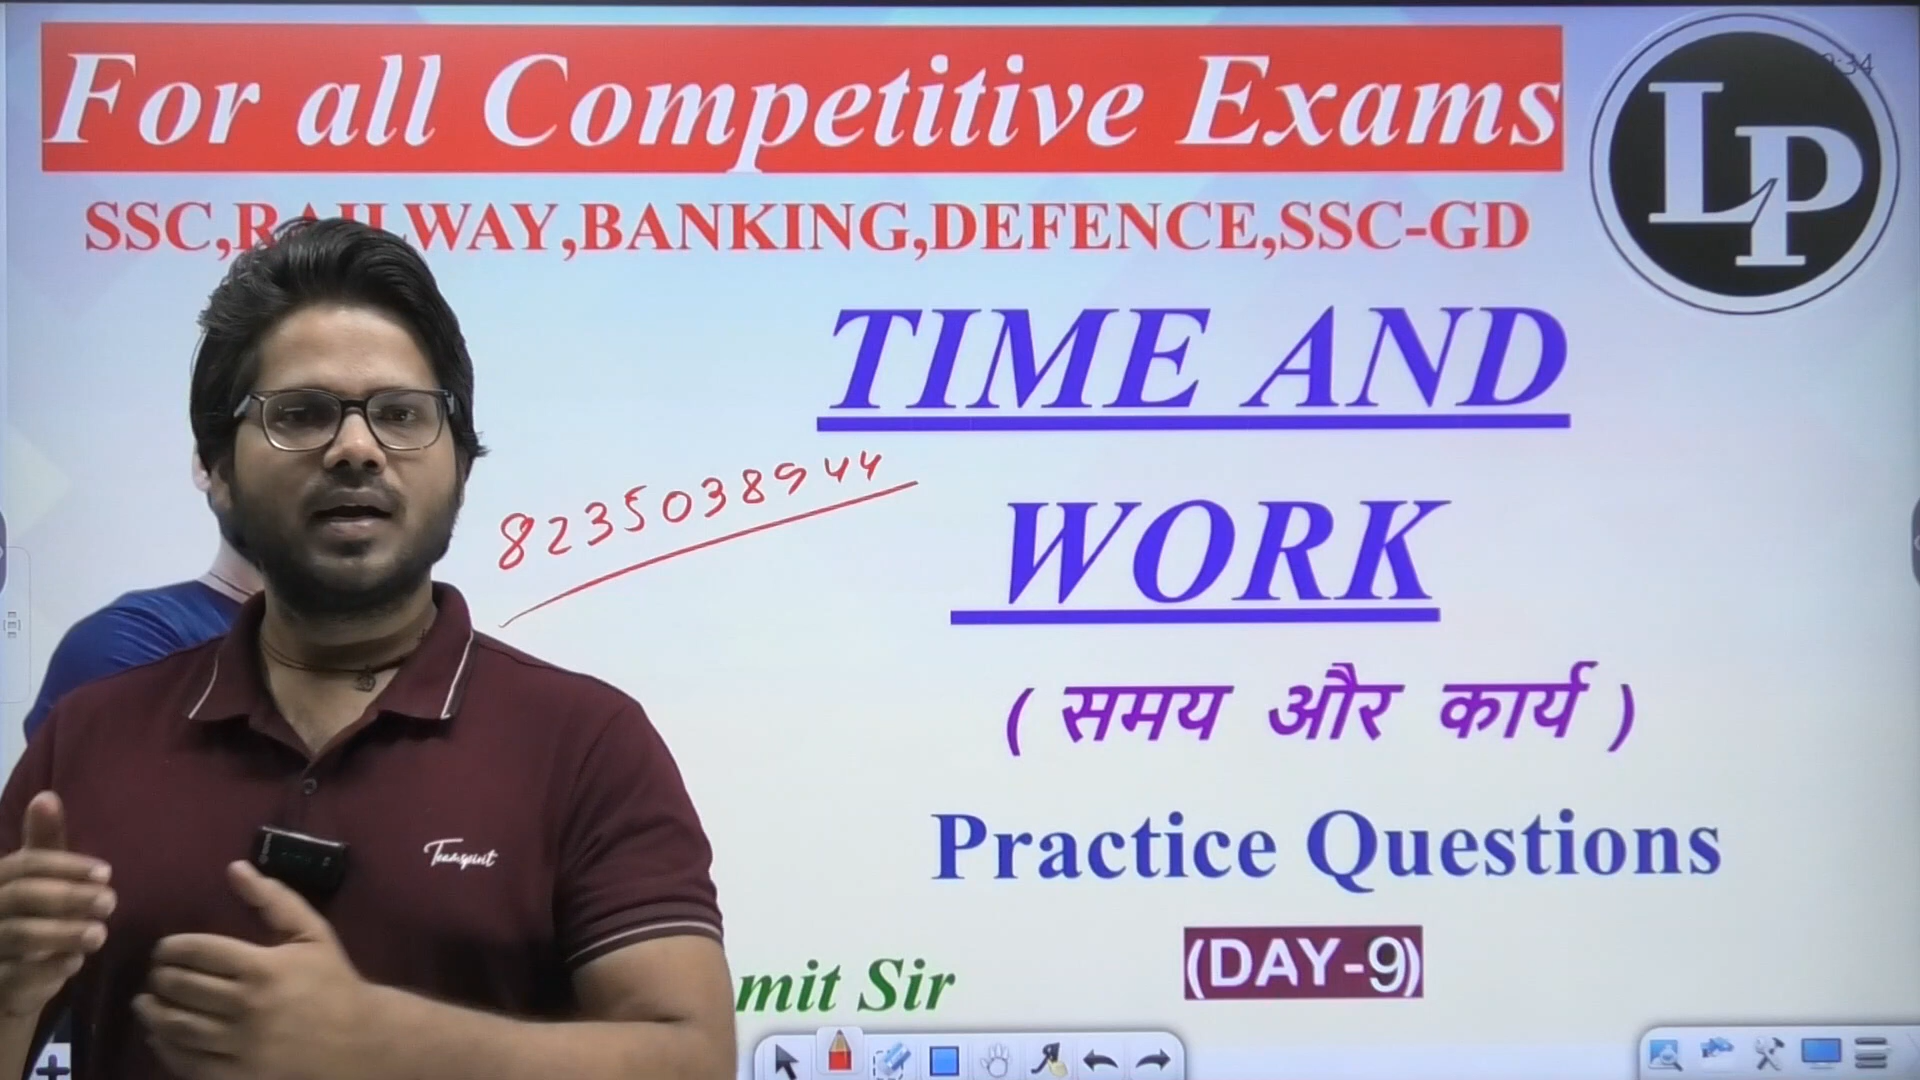 For all Competitive Exams
LP
SSC,RAILWAY,BANKING,DEFENCE,SSC-GD
TIME AND
8235038944
WORK
( समय और कार्य )
Practice Questions
(DAY-9)
mit Sir
Teamspirit